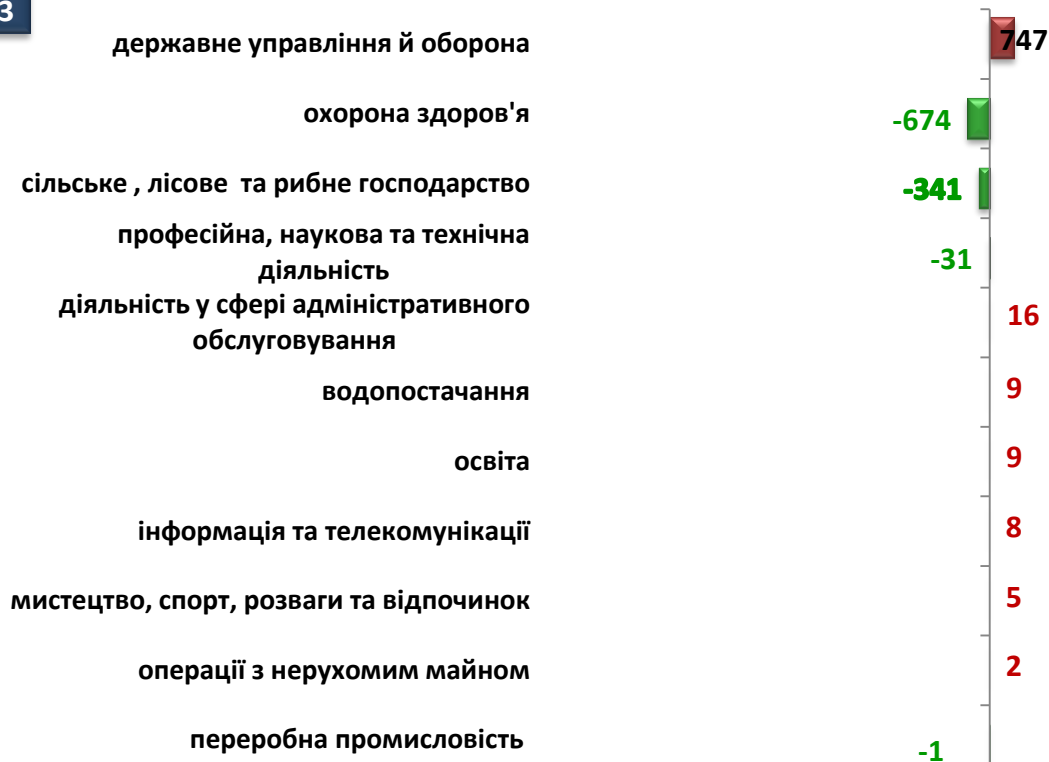 3
державне управління й оборона 747
охорона здоров'я -674
сільське , лісове та рибне господарство -341
професійна, наукова та технічна
діяльність -31
діяльність у сфері адміністративного
обслуговування 16
водопостачання 9
освіта 9
інформація та телекомунікації 8
мистецтво, спорт, розваги та відпочинок 5
операції з нерухомим майном 2
переробна промисловість -1